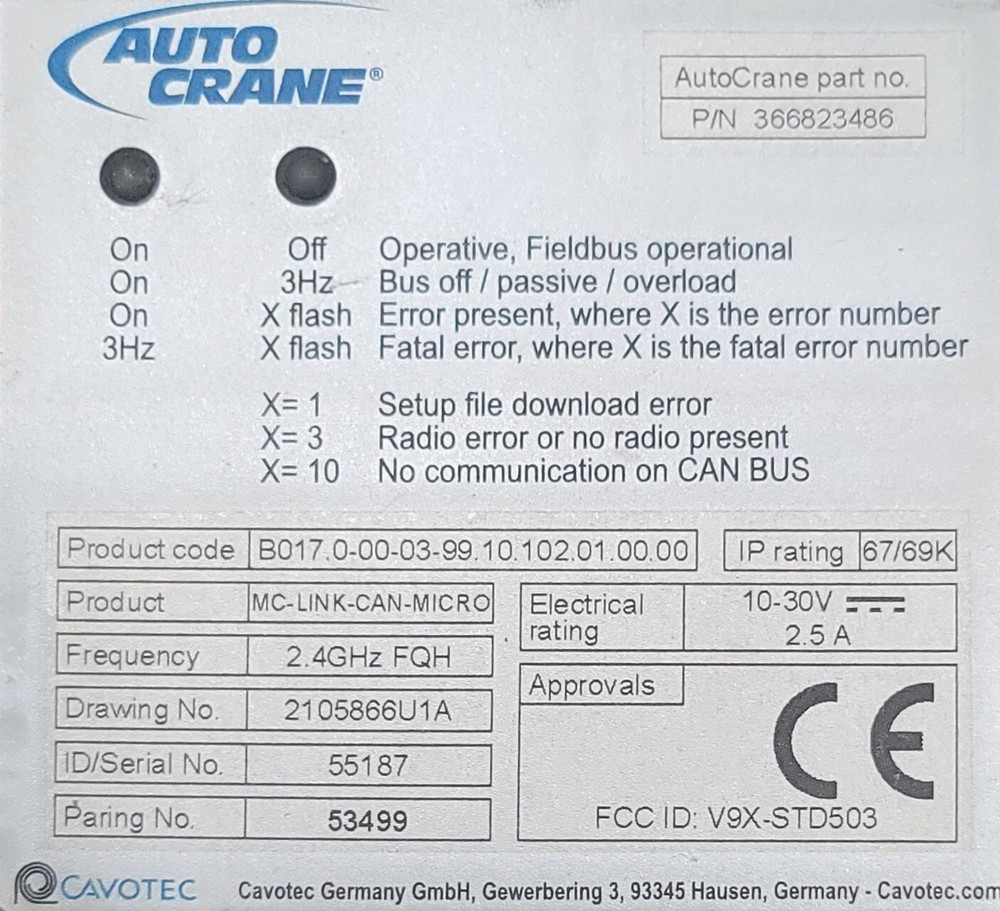 AUTO
CRANE®
AutoCrane part no.
P/N 366823486
On Off Operative, Fieldbus operational
On 3Hz Bus off / passive / overload
On X flash Error present, where X is the error number
3Hz X flash Fatal error, where X is the fatal error number
X= 1 Setup file download error
X= 3 Radio error or no radio present
X= 10 No communication on CAN BUS
Product code B017.0-00-03-99.10.102.01.00.00
IP rating 67/69K
Product MC-LINK-CAN-MICRO
Frequency 2.4GHz FQH
Drawing No. 2105866U1A
ID/Serial No. 55187
Paring No. 53499
Electrical
rating
10-30V
2.5 A
Approvals
CE
FCC ID: V9X-STD503
CAVOTEC
Cavotec Germany GmbH, Gewerbering 3, 93345 Hausen, Germany - Cavotec.com